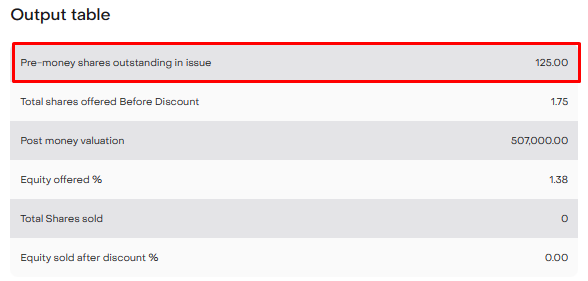 Output table
Pre-money shares outstanding in issue 125.00
Total shares offered Before Discount 1.75
Post money valuation 507,000.00
Equity offered % 1.38
Total Shares sold 0
Equity sold after discount % 0.00